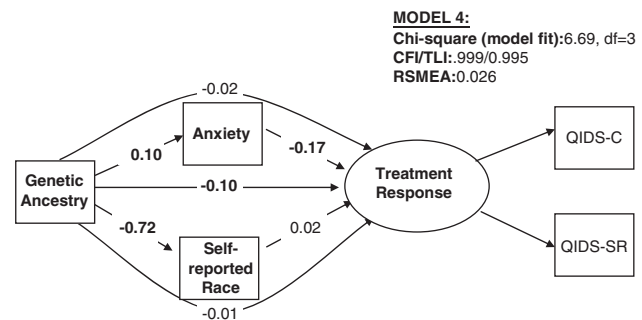 MODEL 4:
Chi-square (model fit):6.69, df=3
CFI/TLI:.999/0.995
RSMEA:0.026
-0.02
Anxiety
0.10
-0.17
QIDS-C
Genetic
Ancestry
-0.10
Treatment
Response
-0.72
0.02
Self-
reported
Race
QIDS-SR
-0.01